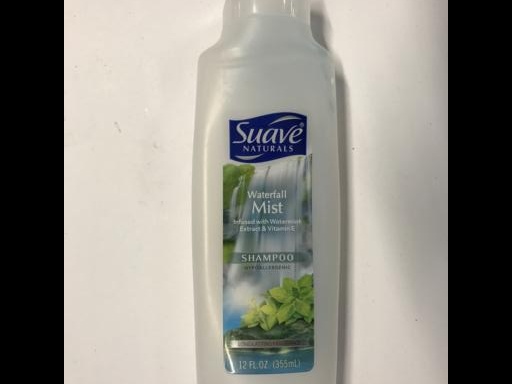 Suave®
NATURALS
Waterfall
Mist
Infused with Watermint
Extract & Vitamin E
SHAMPOO
HYPOALLERGENIC
12 FL OZ. (355mL)